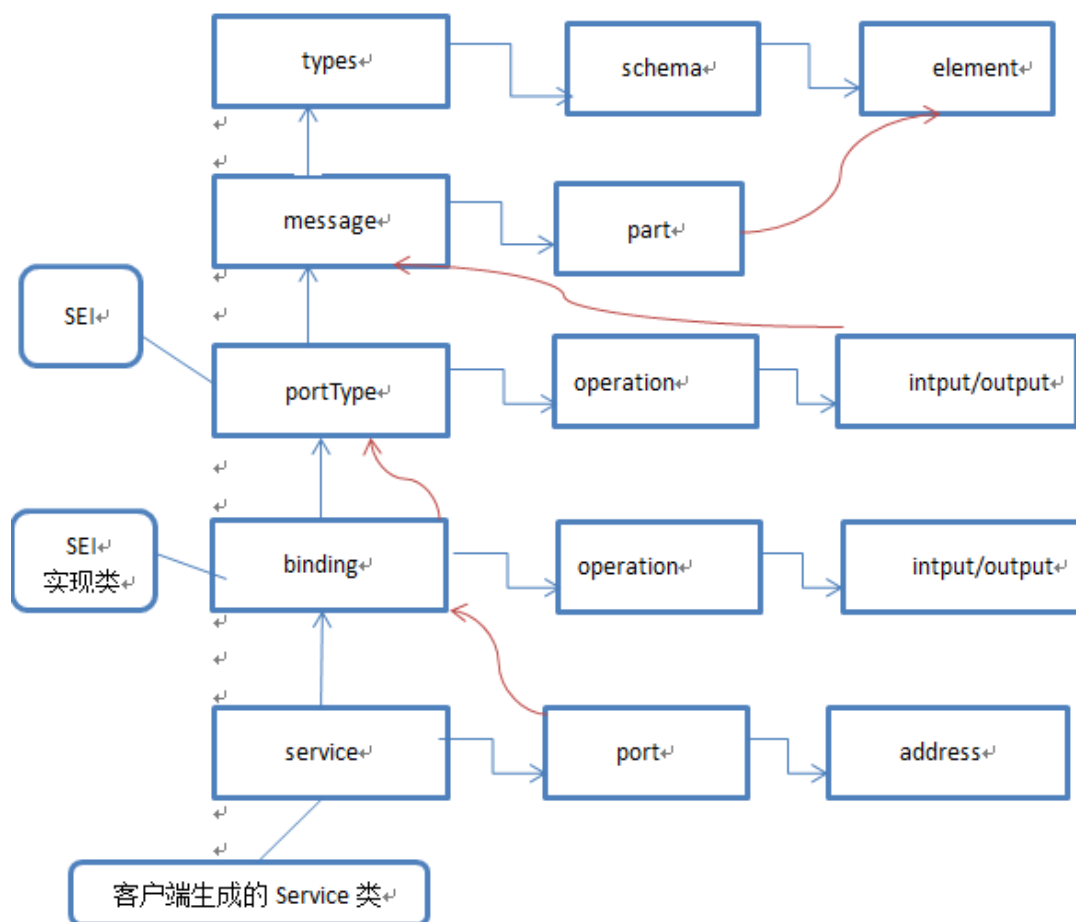 types
schema
element
message
part
SEI
portType
operation
intput/output
SEI
实现类
binding
operation
intput/output
service
port
address
客户端生成的 Service 类